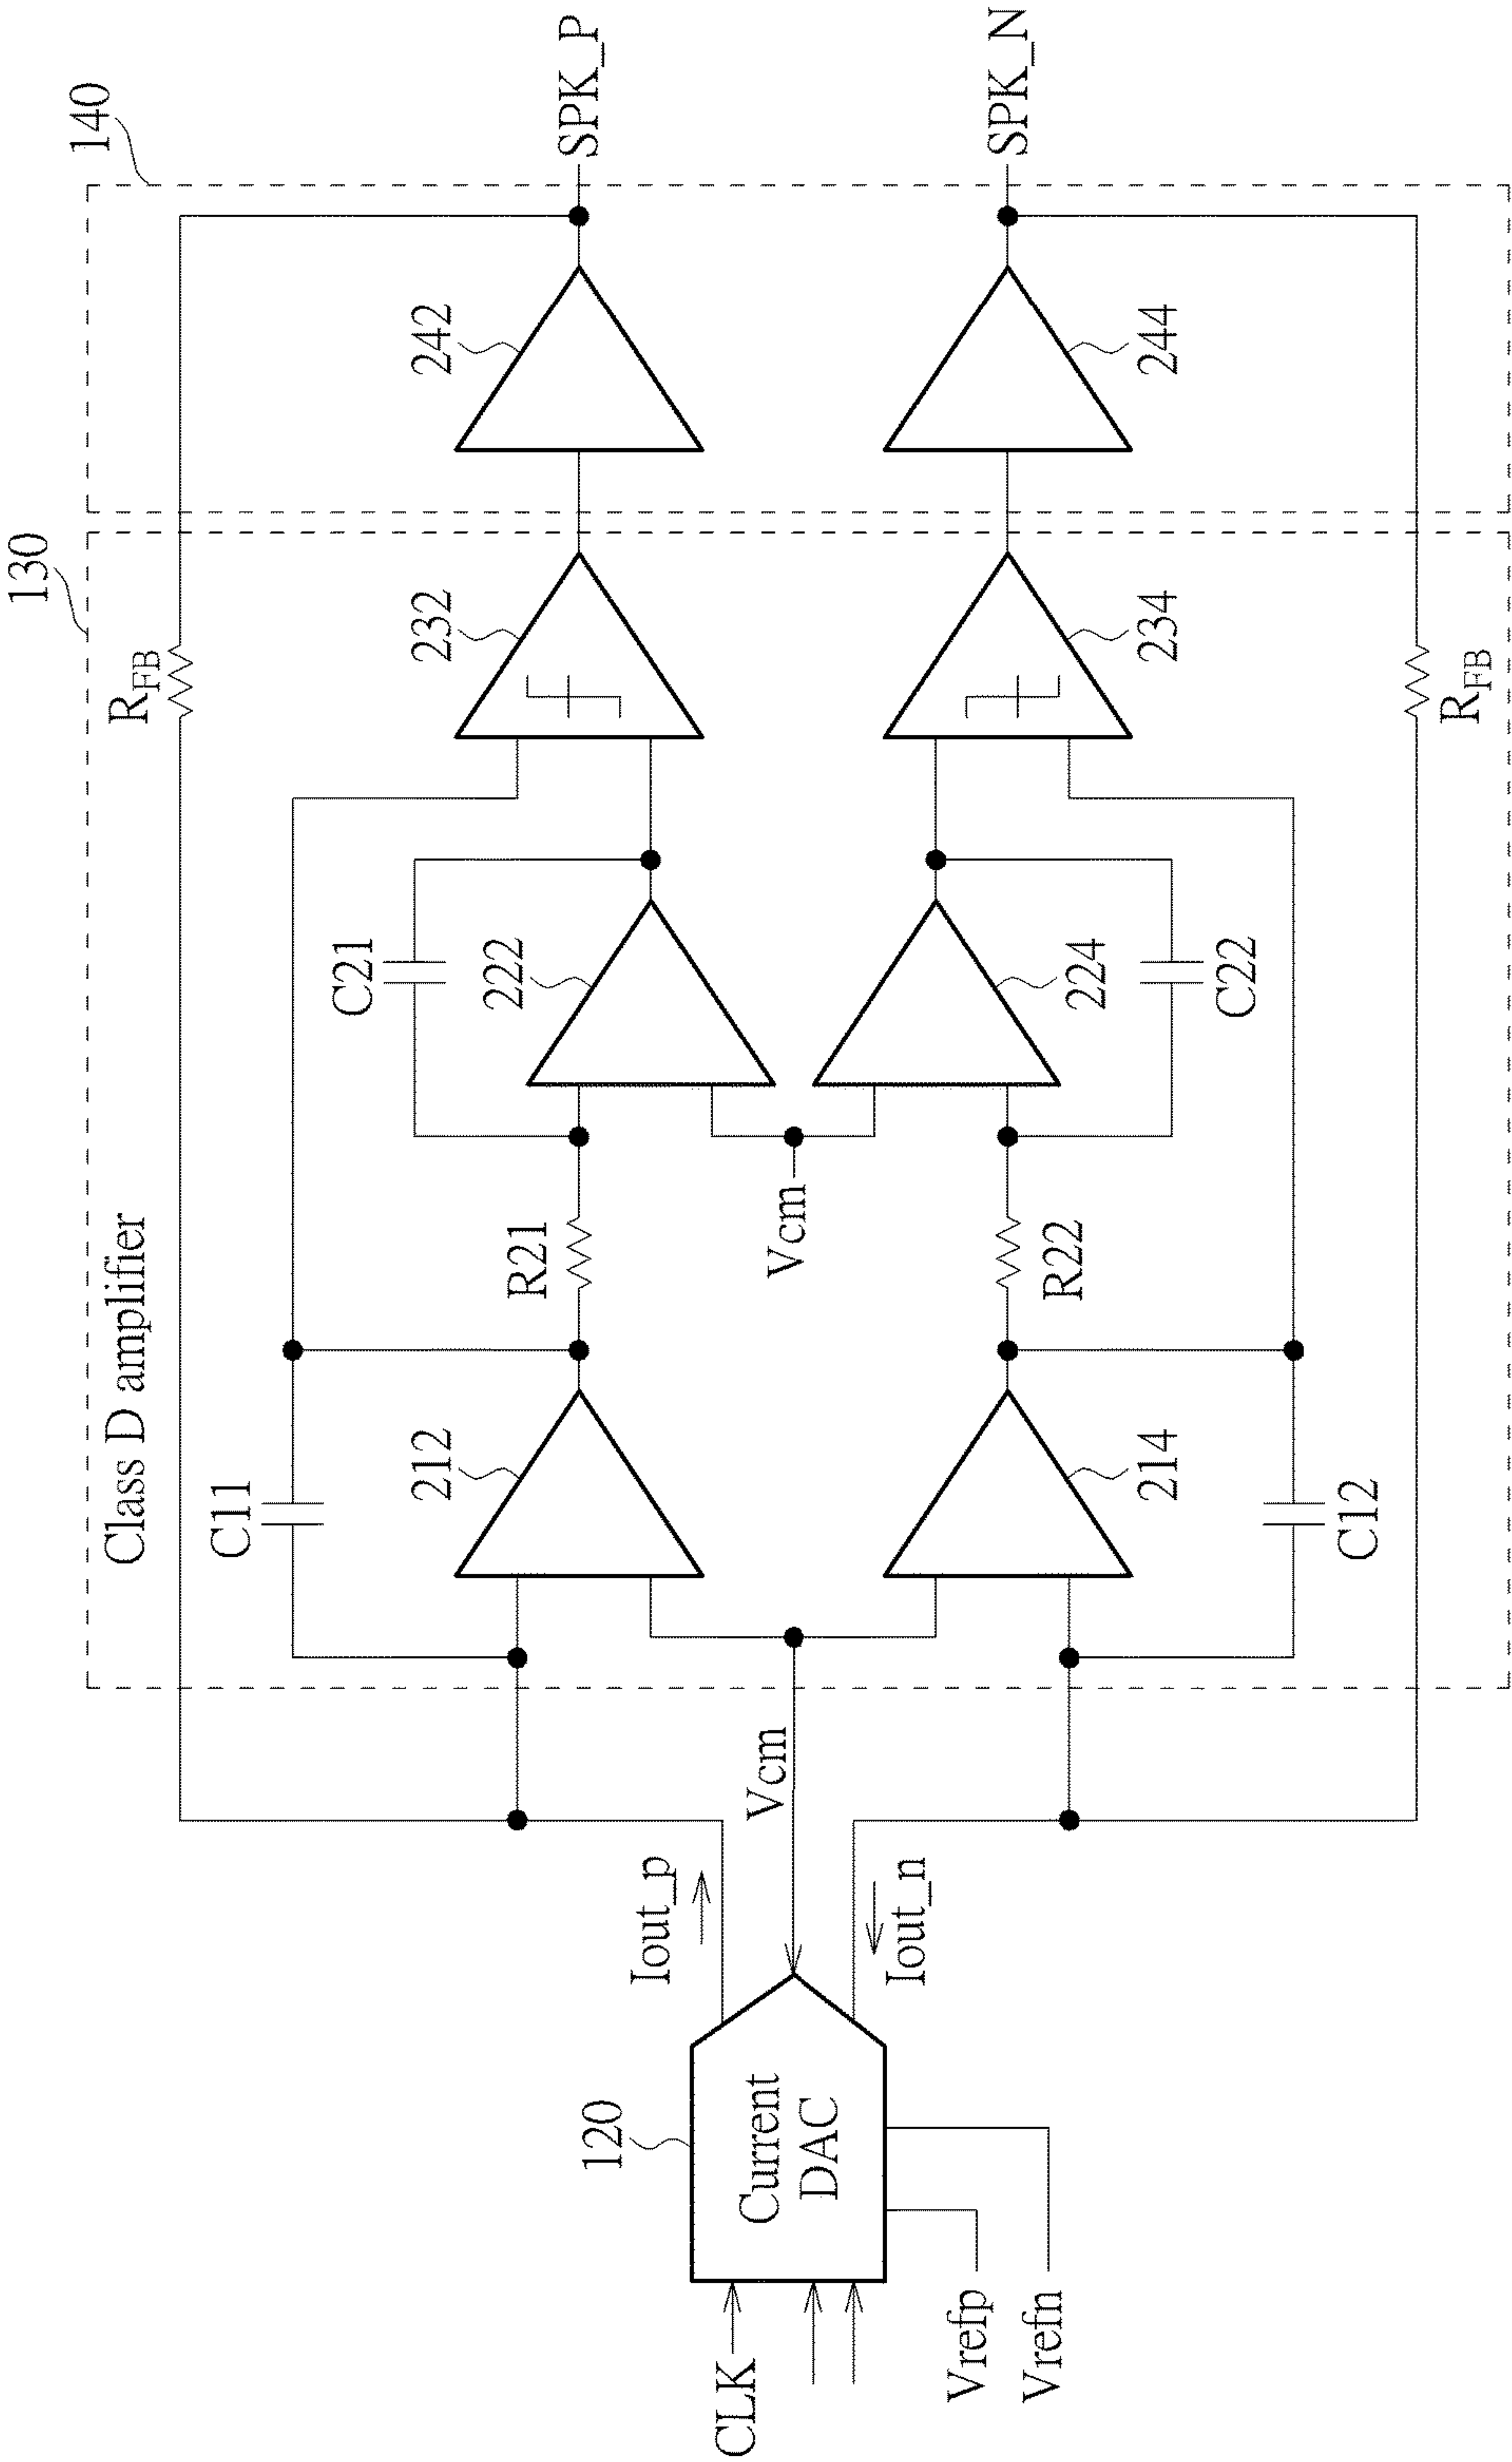 130
140
Class D amplifier
R_FB
C11
C21
212
R21
222
232
242
SPK_P
120
Iout_p
Vcm
Vcm
CLK
Current
DAC
Iout_n
214
R22
224
234
244
SPK_N
Vrefp
Vrefn
C12
C22
R_FB